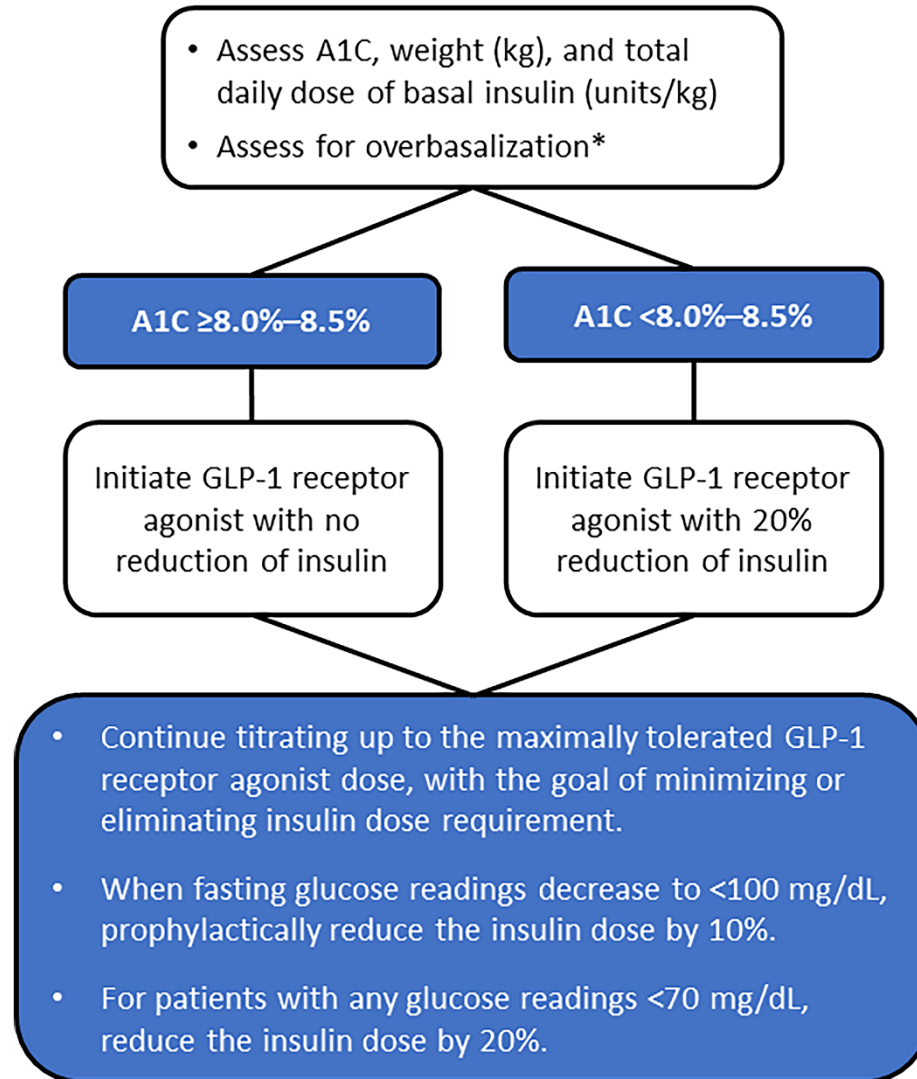 • Assess A1C, weight (kg), and total
daily dose of basal insulin (units/kg)
• Assess for overbasalization*
A1C ≥8.0%–8.5%
A1C <8.0%–8.5%
Initiate GLP-1 receptor
agonist with no
reduction of insulin
Initiate GLP-1 receptor
agonist with 20%
reduction of insulin
• Continue titrating up to the maximally tolerated GLP-1
receptor agonist dose, with the goal of minimizing or
eliminating insulin dose requirement.
• When fasting glucose readings decrease to <100 mg/dL,
prophylactically reduce the insulin dose by 10%.
• For patients with any glucose readings <70 mg/dL,
reduce the insulin dose by 20%.